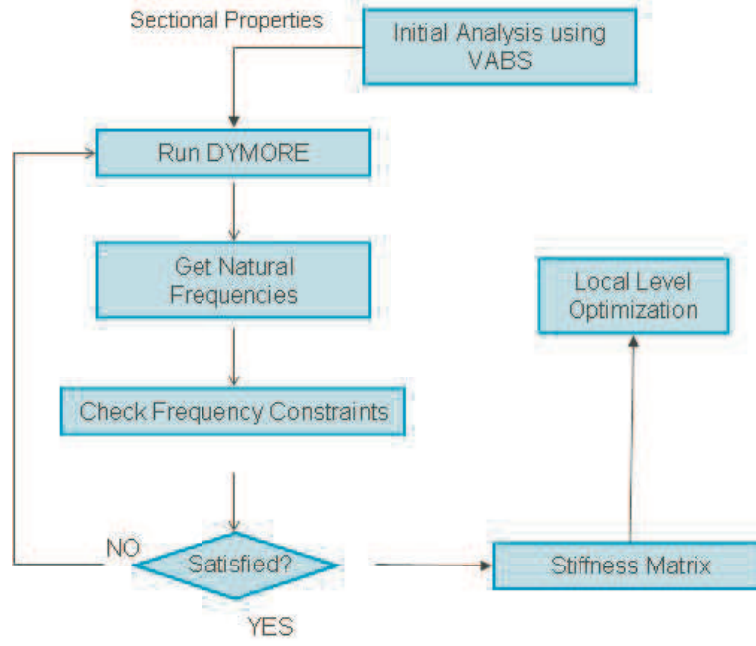 Sectional Properties
Initial Analysis using
VABS
Run DYMORE
Get Natural
Frequencies
Local Level
Optimization
Check Frequency Constraints
NO
Satisfied?
Stiffness Matrix
YES